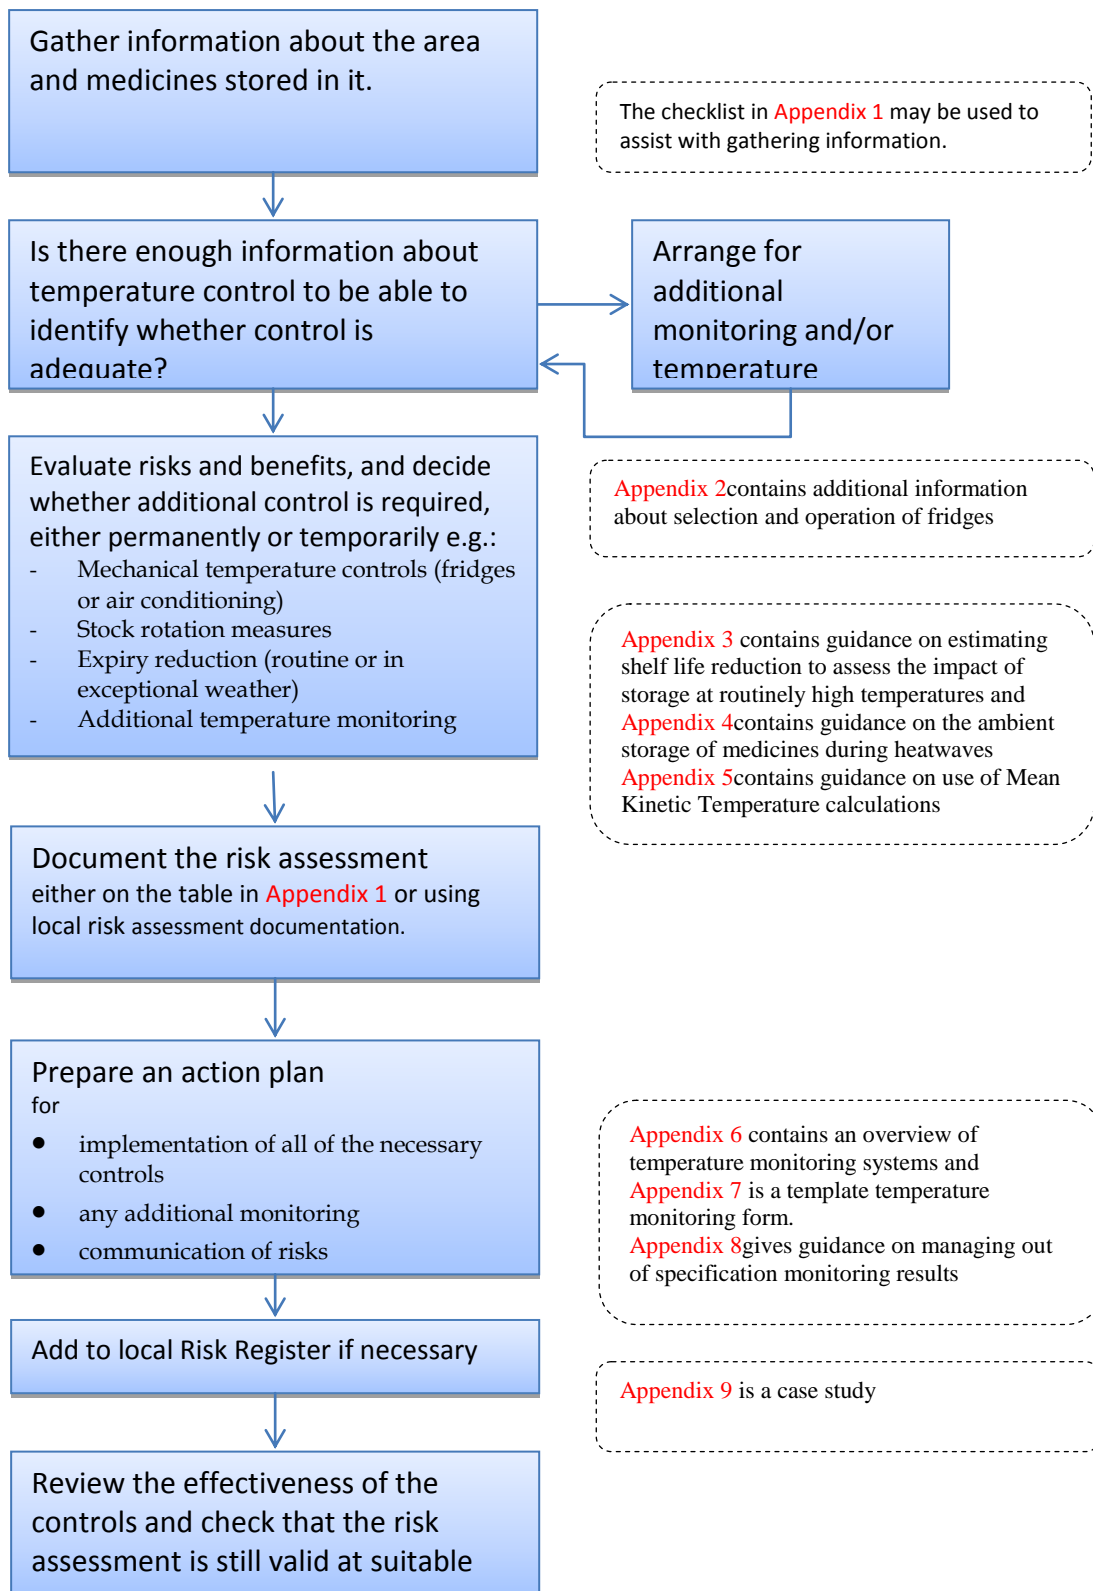 Gather information about the area
and medicines stored in it.
The checklist in Appendix 1 may be used to
assist with gathering information.
Is there enough information about
temperature control to be able to
identify whether control is
adequate?
Arrange for
additional
monitoring and/or
temperature
Evaluate risks and benefits, and decide
whether additional control is required,
either permanently or temporarily e.g.:
- Mechanical temperature controls (fridges
or air conditioning)
- Stock rotation measures
- Expiry reduction (routine or in
exceptional weather)
- Additional temperature monitoring
Appendix 2contains additional information
about selection and operation of fridges
Appendix 3 contains guidance on estimating
shelf life reduction to assess the impact of
storage at routinely high temperatures and
Appendix 4contains guidance on the ambient
storage of medicines during heatwaves
Appendix 5contains guidance on use of Mean
Kinetic Temperature calculations
Document the risk assessment
either on the table in Appendix 1 or using
local risk assessment documentation.
Prepare an action plan
for
● implementation of all of the necessary
controls
● any additional monitoring
● communication of risks
Appendix 6 contains an overview of
temperature monitoring systems and
Appendix 7 is a template temperature
monitoring form.
Appendix 8gives guidance on managing out
of specification monitoring results
Add to local Risk Register if necessary
Appendix 9 is a case study
Review the effectiveness of the
controls and check that the risk
assessment is still valid at suitable